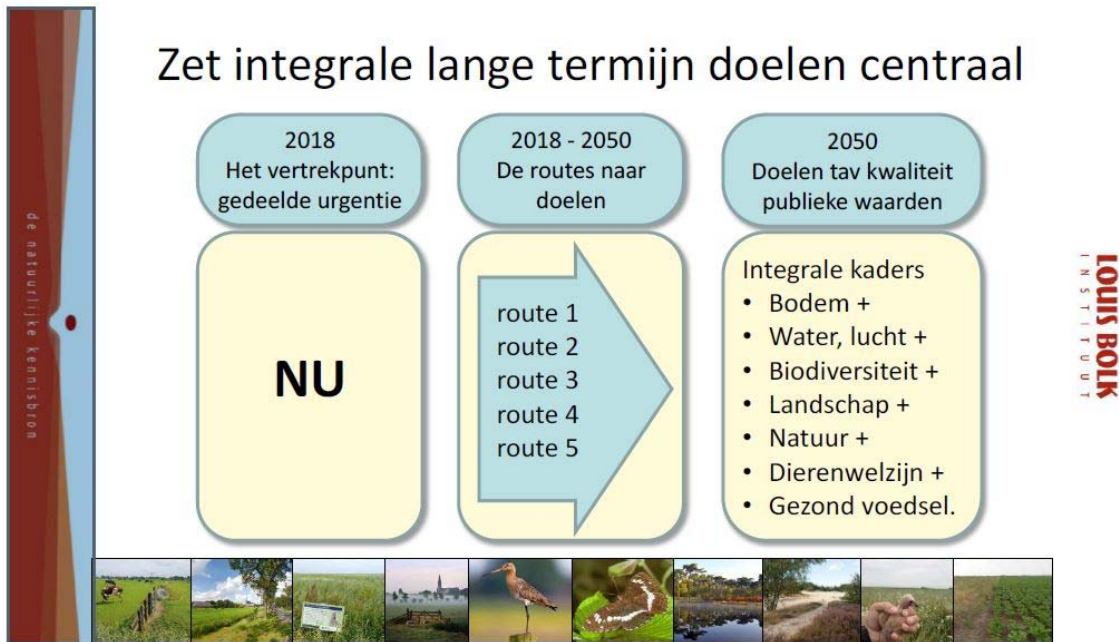 Zet integrale lange termijn doelen centraal
2018
Het vertrekpunt:
gedeelde urgentie
NU
2018 - 2050
De routes naar
doelen
route 1
route 2
route 3
route 4
route 5
2050
Doelen tav kwaliteit
publieke waarden
Integrale kaders
• Bodem +
• Water, lucht +
• Biodiversiteit +
• Landschap +
• Natuur +
• Dierenwelzijn +
• Gezond voedsel.
de natuurlijke kennisbron
LOUIS BOLK
INSTITUUT